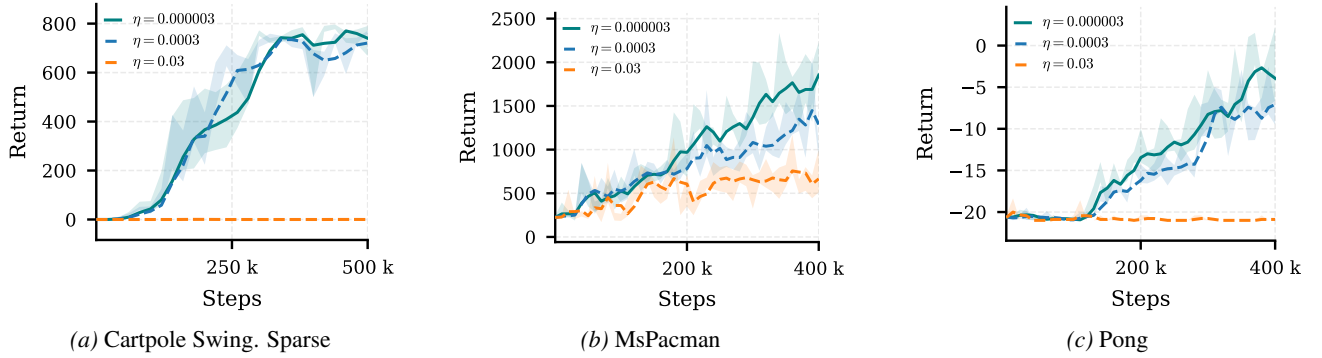 800
600
400
200
0
Return
η = 0.000003
η = 0.0003
η = 0.03
250 k
500 k
Steps
(a) Cartpole Swing. Sparse
2500
2000
1500
1000
500
0
Return
η = 0.000003
η = 0.0003
η = 0.03
200 k
400 k
Steps
(b) MsPacman
0
−5
−10
−15
−20
Return
η = 0.000003
η = 0.0003
η = 0.03
200 k
400 k
Steps
(c) Pong